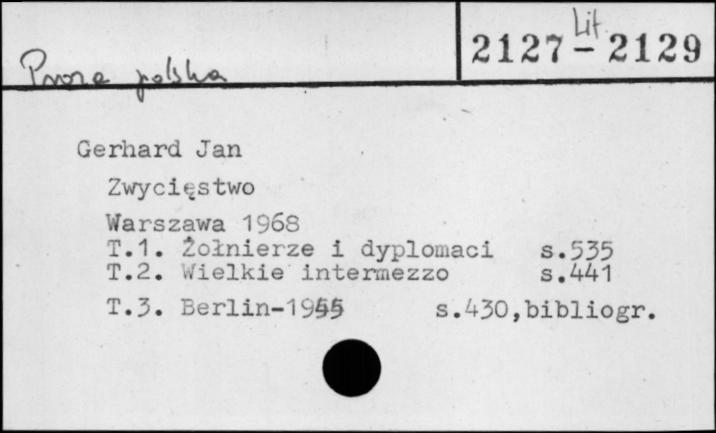 Lit
2127-2129
Proza polska
Gerhard Jan
Zwycięstwo
Warszawa 1968
T.1. Żołnierze i dyplomaci s.535
T.2. Wielkie intermezzo s.441
T.3. Berlin-1945 s.430,bibliogr.